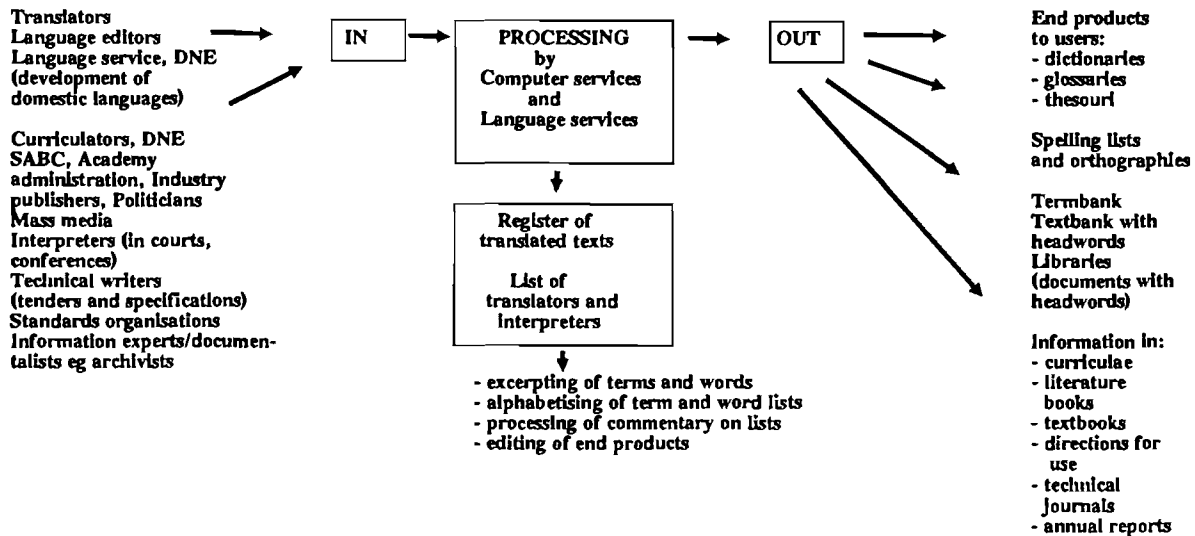 Translators
Language editors
Language service, DNE
(development of
domestic languages)
Curriculators, DNE
SABC, Academy
administration, Industry
publishers, Politicians
Mass media
Interpreters (in courts,
conferences)
Technical writers
(tenders and specifications)
Standards organisations
Information experts/documen-
talists eg archivists
IN
PROCESSING
by
Computer services
and
Language services
Register of
translated texts
List of
translators and
interpreters
- excerpting of terms and words
- alphabetising of term and word lists
- processing of commentary on lists
- editing of end products
OUT
End products
to users:
- dictionaries
- glossaries
- thesouri
Spelling lists
and orthographies
Termbank
Textbank with
headwords
Libraries
(documents with
headwords)
Information in:
- curriculae
- literature
books
- textbooks
- directions for
use
- technical
journals
- annual reports